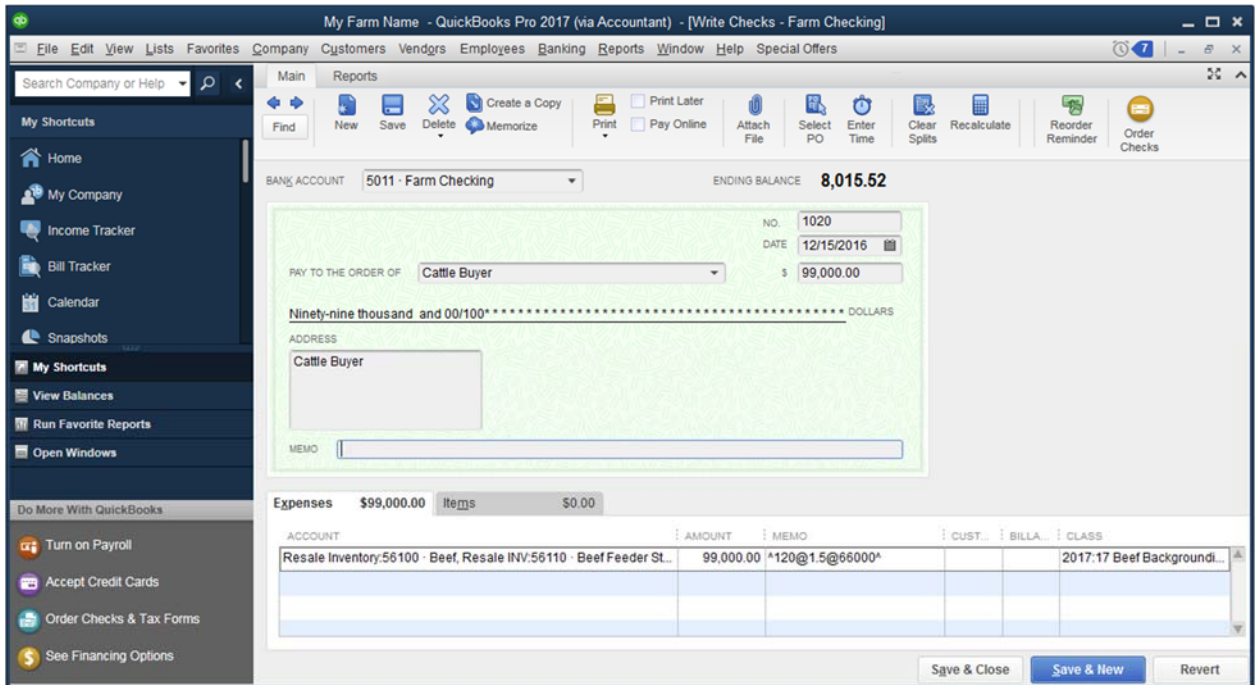 qb My Farm Name - QuickBooks Pro 2017 (via Accountant) - [Write Checks - Farm Checking]
File Edit View Lists Favorites Company Customers Vendors Employees Banking Reports Window Help Special Offers 7
Search Company or Help
My Shortcuts
Home
My Company
Income Tracker
Bill Tracker
Calendar
Snapshots
My Shortcuts
View Balances
Run Favorite Reports
Open Windows
Do More With QuickBooks
Turn on Payroll
Accept Credit Cards
Order Checks & Tax Forms
See Financing Options
Main Reports
Find
New
Save
Delete
Create a Copy
Memorize
Print
Print Later
Pay Online
Attach File
Select PO
Enter Time
Clear Splits
Recalculate
Reorder Reminder
Order Checks
BANK ACCOUNT 5011 · Farm Checking ENDING BALANCE 8,015.52
NO. 1020
DATE 12/15/2016
PAY TO THE ORDER OF Cattle Buyer $ 99,000.00
Ninety-nine thousand and 00/100* * * * * * * * * * * * * * * * * * * * * * * * * * * * * * * * * * * * * * * * * * * DOLLARS
ADDRESS
Cattle Buyer
MEMO
Expenses $99,000.00 Items $0.00
ACCOUNT AMOUNT MEMO CUST... BILLA... CLASS
Resale Inventory:56100 · Beef, Resale INV:56110 · Beef Feeder St... 99,000.00 ^120@1.5@66000^ 2017:17 Beef Backgroundi...
Save & Close Save & New Revert